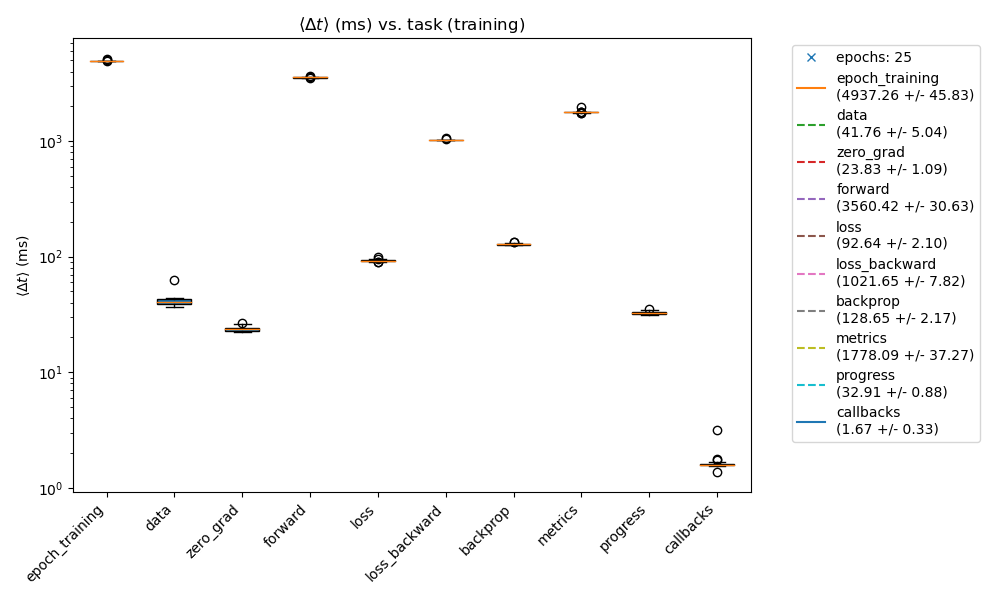 ⟨Δt⟩ (ms) vs. task (training)
⟨Δt⟩ (ms)
10³
10²
10¹
10⁰
epoch_training
data
zero_grad
forward
loss
loss_backward
backprop
metrics
progress
callbacks
epochs: 25
epoch_training
(4937.26 +/- 45.83)
data
(41.76 +/- 5.04)
zero_grad
(23.83 +/- 1.09)
forward
(3560.42 +/- 30.63)
loss
(92.64 +/- 2.10)
loss_backward
(1021.65 +/- 7.82)
backprop
(128.65 +/- 2.17)
metrics
(1778.09 +/- 37.27)
progress
(32.91 +/- 0.88)
callbacks
(1.67 +/- 0.33)